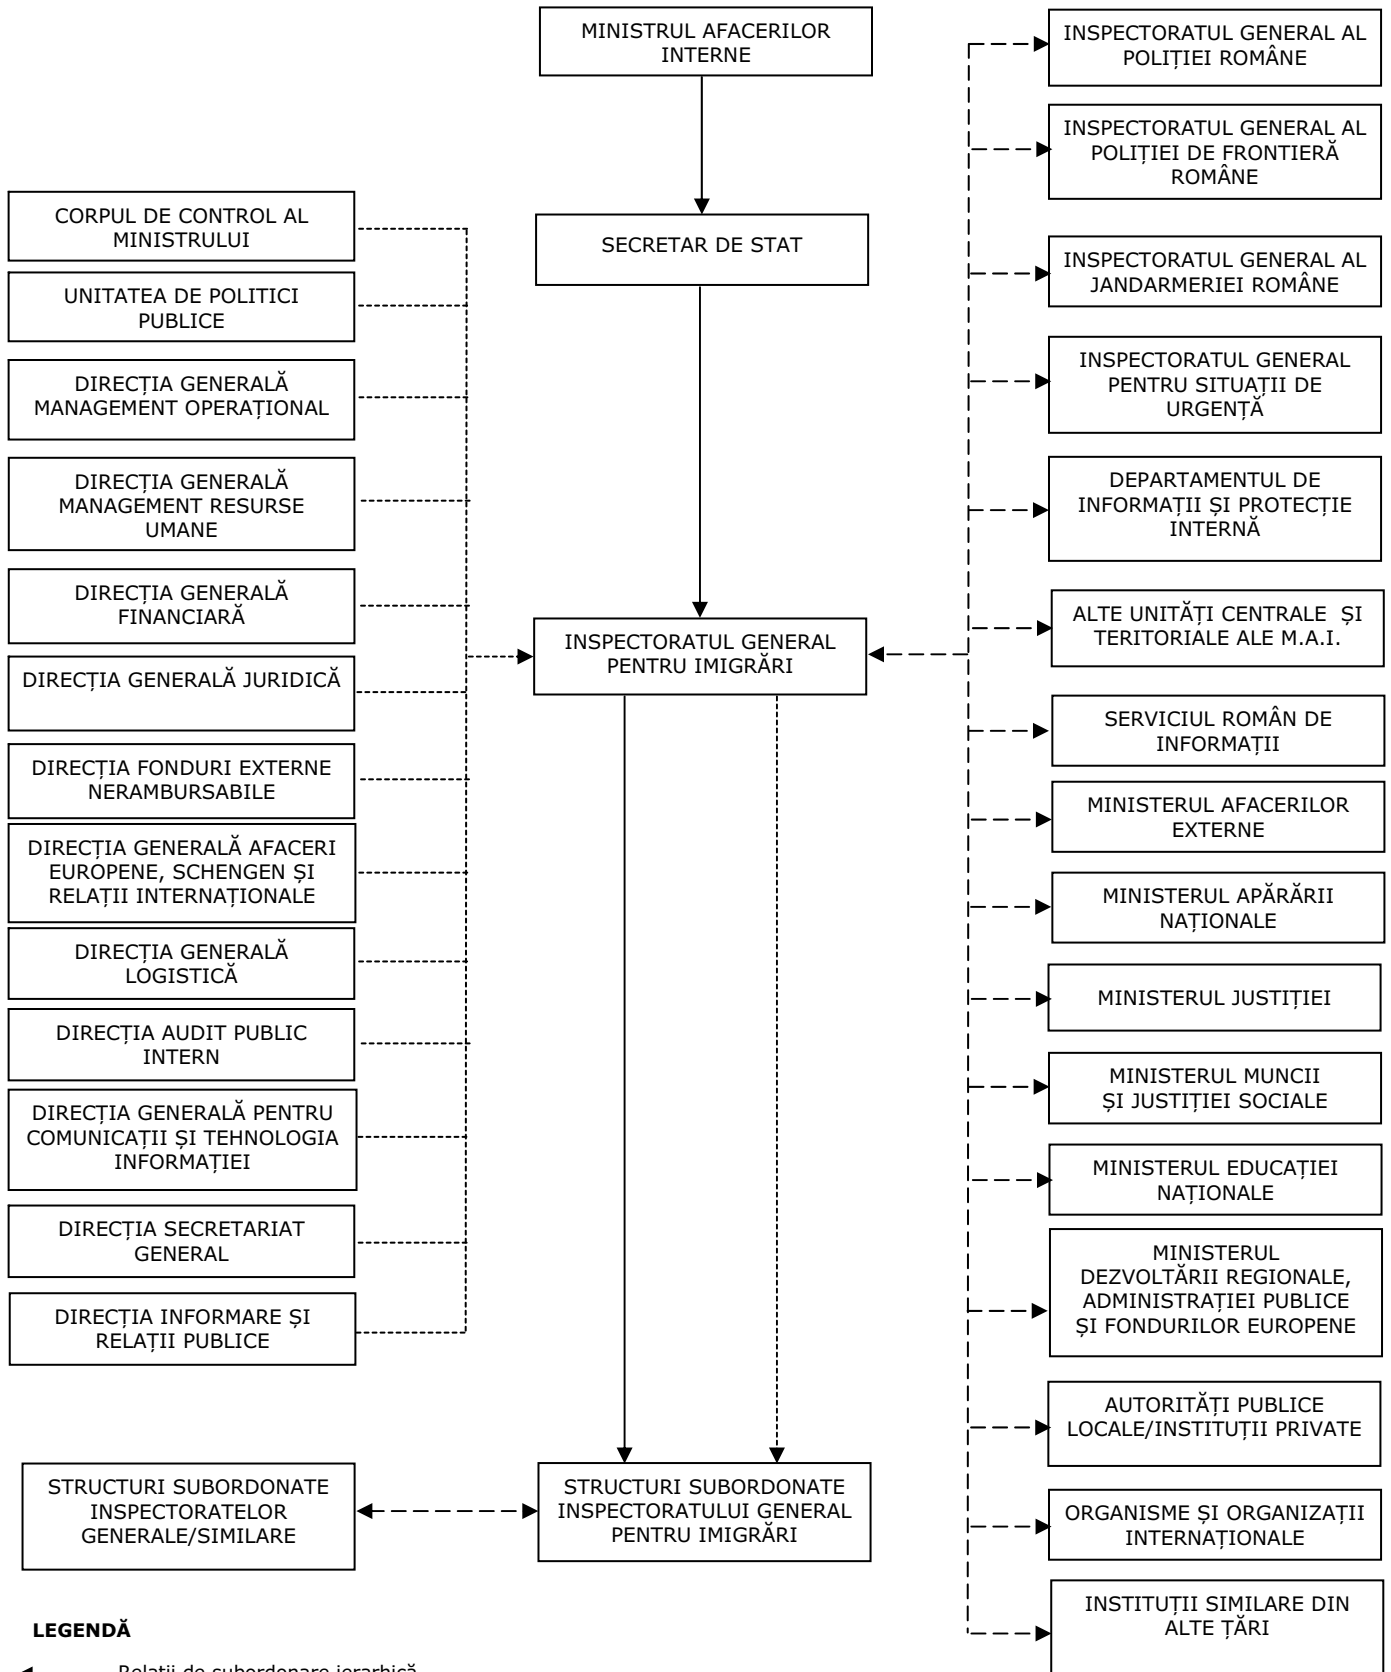 MINISTRUL AFACERILOR
INTERNE
SECRETAR DE STAT
CORPUL DE CONTROL AL
MINISTRULUI
UNITATEA DE POLITICI
PUBLICE
DIRECȚIA GENERALĂ
MANAGEMENT OPERAȚIONAL
DIRECȚIA GENERALĂ
MANAGEMENT RESURSE
UMANE
DIRECȚIA GENERALĂ
FINANCIARĂ
DIRECȚIA GENERALĂ JURIDICĂ
DIRECȚIA FONDURI EXTERNE
NERAMBURSABILE
DIRECȚIA GENERALĂ AFACERI
EUROPENE, SCHENGEN ȘI
RELAȚII INTERNAȚIONALE
DIRECȚIA GENERALĂ
LOGISTICĂ
DIRECȚIA AUDIT PUBLIC
INTERN
DIRECȚIA GENERALĂ PENTRU
COMUNICAȚII ȘI TEHNOLOGIA
INFORMAȚIEI
DIRECȚIA SECRETARIAT
GENERAL
DIRECȚIA INFORMARE ȘI
RELAȚII PUBLICE
INSPECTORATUL GENERAL
PENTRU IMIGRĂRI
INSPECTORATUL GENERAL AL
POLIȚIEI ROMÂNE
INSPECTORATUL GENERAL AL
POLIȚIEI DE FRONTIERĂ
ROMÂNE
INSPECTORATUL GENERAL AL
JANDARMERIEI ROMÂNE
INSPECTORATUL GENERAL
PENTRU SITUAȚII DE
URGENȚĂ
DEPARTAMENTUL DE
INFORMAȚII ȘI PROTECȚIE
INTERNĂ
ALTE UNITĂȚI CENTRALE ȘI
TERITORIALE ALE M.A.I.
SERVICIUL ROMÂN DE
INFORMAȚII
MINISTERUL AFACERILOR
EXTERNE
MINISTERUL APĂRĂRII
NAȚIONALE
MINISTERUL JUSTIȚIEI
MINISTERUL MUNCII
ȘI JUSTIȚIEI SOCIALE
MINISTERUL EDUCAȚIEI
NAȚIONALE
MINISTERUL
DEZVOLTĂRII REGIONALE,
ADMINISTRAȚIEI PUBLICE
ȘI FONDURILOR EUROPENE
AUTORITĂȚI PUBLICE
LOCALE/INSTITUȚII PRIVATE
ORGANISME ȘI ORGANIZAȚII
INTERNAȚIONALE
INSTITUȚII SIMILARE DIN
ALTE ȚĂRI
STRUCTURI SUBORDONATE
INSPECTORATELOR
GENERALE/SIMILARE
STRUCTURI SUBORDONATE
INSPECTORATULUI GENERAL
PENTRU IMIGRĂRI
LEGENDĂ
Relații de subordonare ierarhică